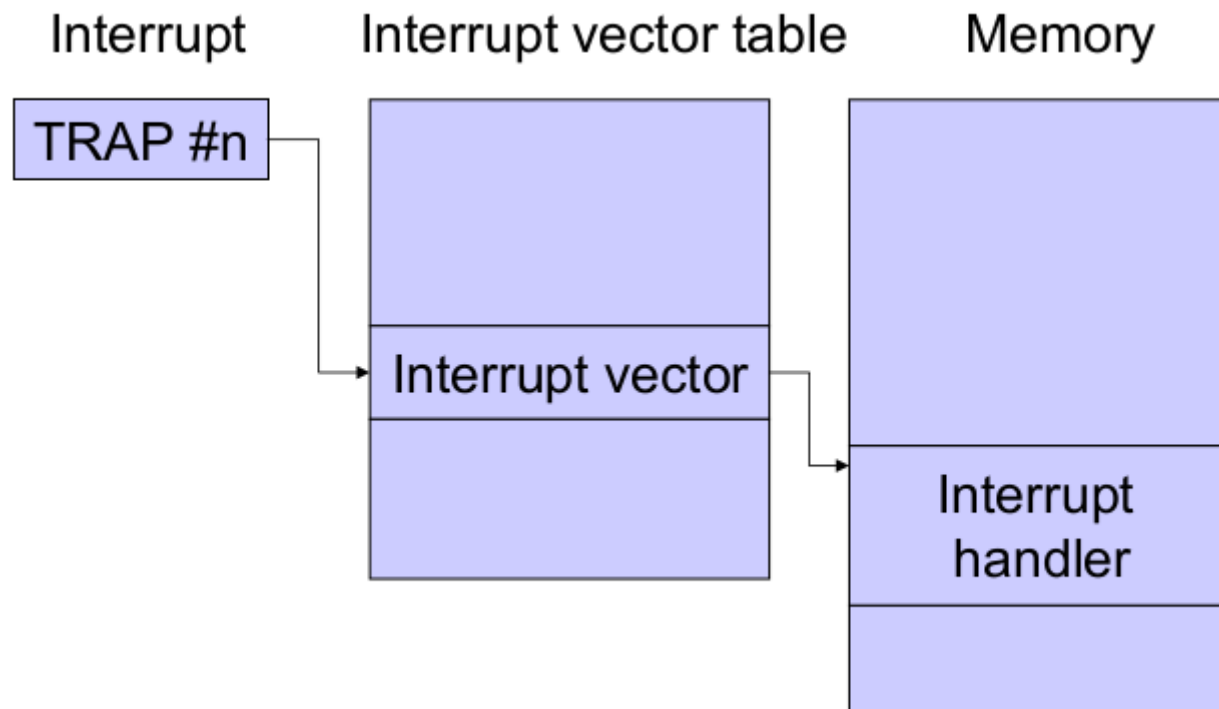 Interrupt
Interrupt vector table
Memory
TRAP #n
Interrupt vector
Interrupt
handler